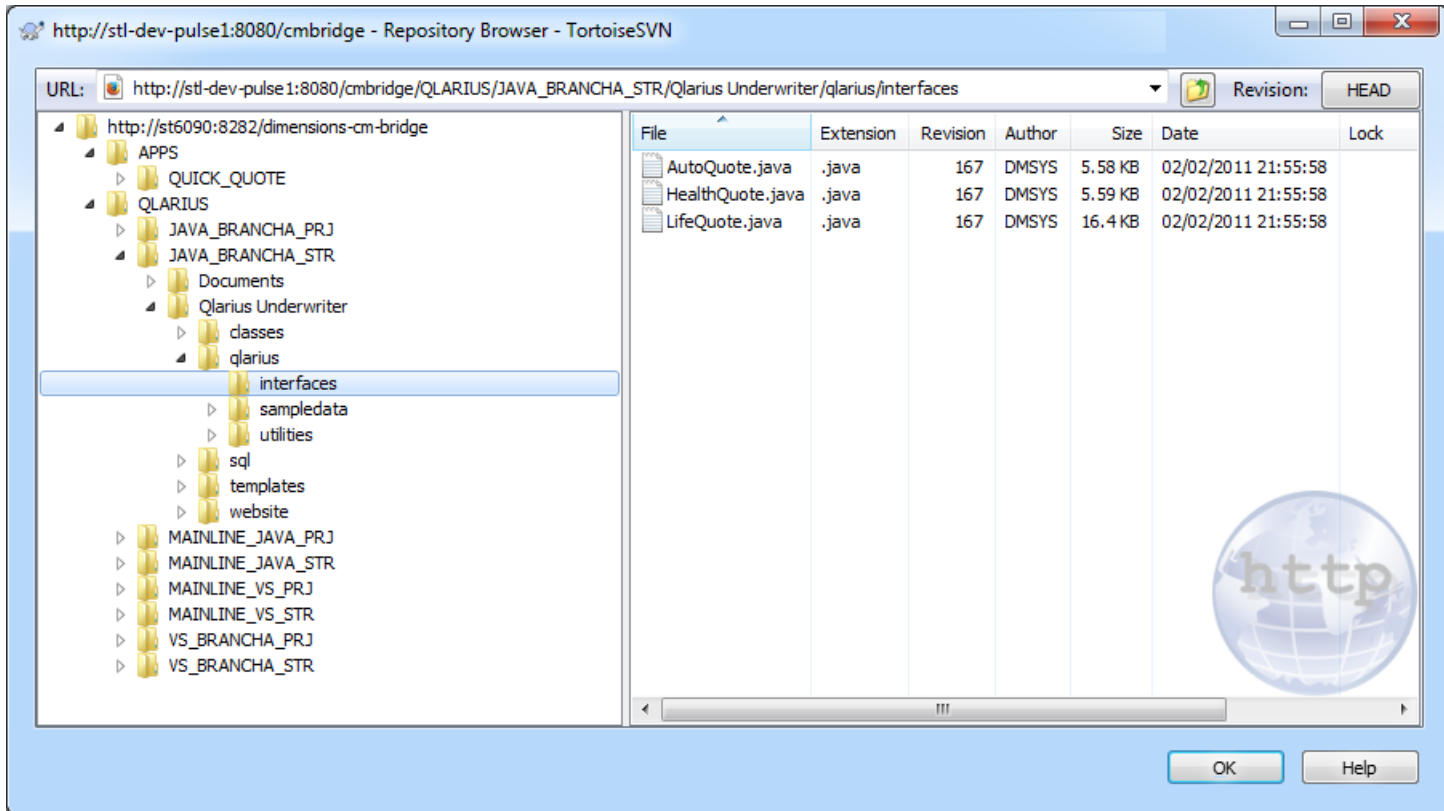 http://stl-dev-pulse1:8080/cmbridge - Repository Browser - TortoiseSVN
URL: http://stl-dev-pulse1:8080/cmbridge/QLARIUS/JAVA_BRANCHA_STR/Qlarius Underwriter/qlarius/interfaces Revision: HEAD
http://st6090:8282/dimensions-cm-bridge
APPS
QUICK_QUOTE
QLARIUS
JAVA_BRANCHA_PRJ
JAVA_BRANCHA_STR
Documents
Qlarius Underwriter
classes
qlarius
interfaces
sampledata
utilities
sql
templates
website
MAINLINE_JAVA_PRJ
MAINLINE_JAVA_STR
MAINLINE_VS_PRJ
MAINLINE_VS_STR
VS_BRANCHA_PRJ
VS_BRANCHA_STR
File Extension Revision Author Size Date Lock
AutoQuote.java .java 167 DMSYS 5.58 KB 02/02/2011 21:55:58
HealthQuote.java .java 167 DMSYS 5.59 KB 02/02/2011 21:55:58
LifeQuote.java .java 167 DMSYS 16.4 KB 02/02/2011 21:55:58
http
OK Help